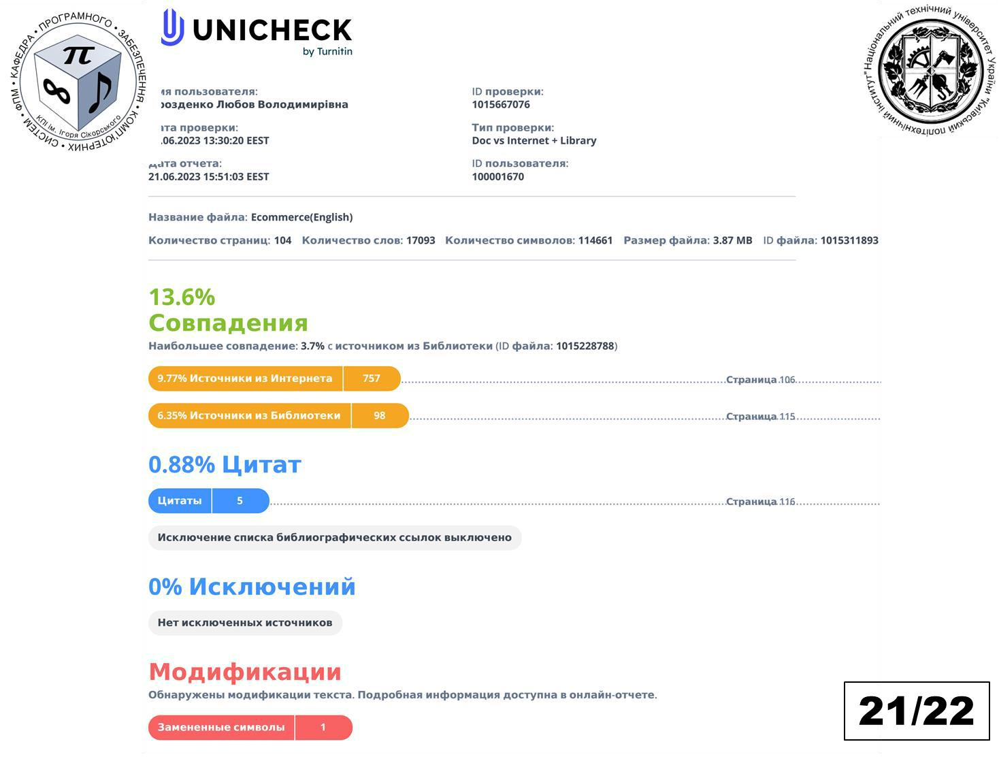 КАФЕДРА • ПРОГРАМНОГО • ЗАБЕЗПЕЧЕННЯ • КОМП'ЮТЕРНИХ • СИСТЕМ • ФПМ •
КПІ ім. Ігоря Сікорського
π
∞
UNICHECK
by Turnitin
Національний технічний університет України "Київський політехнічний інститут"
мя пользователя:
ID проверки:
розденко Любов Володимирівна
1015667076
ата проверки:
Тип проверки:
.06.2023 13:30:20 EEST
Doc vs Internet + Library
Дата отчета:
ID пользователя:
21.06.2023 15:51:03 EEST
100001670
Название файла: Ecommerce(English)
Количество страниц: 104 Количество слов: 17093 Количество символов: 114661 Размер файла: 3.87 MB ID файла: 1015311893
13.6%
Совпадения
Наибольшее совпадение: 3.7% с источником из Библиотеки (ID файла: 1015228788)
9.77% Источники из Интернета 757 Страница 106
6.35% Источники из Библиотеки 98 Страница 115
0.88% Цитат
Цитаты 5 Страница 116
Исключение списка библиографических ссылок выключено
0% Исключений
Нет исключенных источников
Модификации
Обнаружены модификации текста. Подробная информация доступна в онлайн-отчете.
Замененные символы 1
21/22